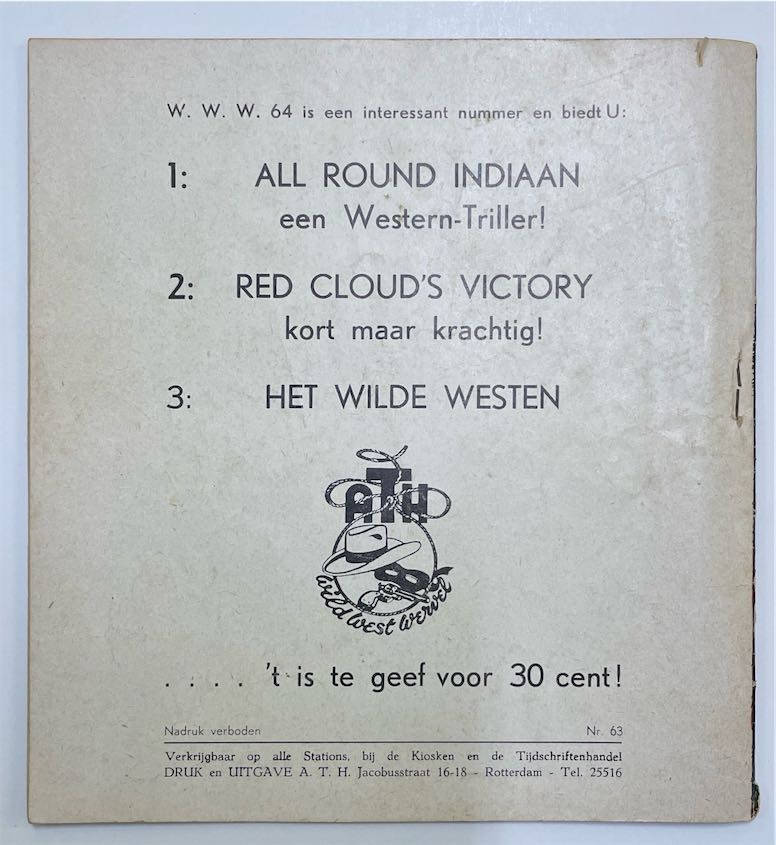 W. W. W. 64 is een interessant nummer en biedt U:
1: ALL ROUND INDIAAN
een Western-Triller!
2: RED CLOUD'S VICTORY
kort maar krachtig!
3: HET WILDE WESTEN
ATH
wild west wervel
. . . . 't is te geef voor 30 cent!
Nadruk verboden Nr. 63
Verkrijgbaar op alle Stations, bij de Kiosken en de Tijdschriftenhandel
DRUK en UITGAVE A. T. H. Jacobusstraat 16-18 - Rotterdam - Tel. 25516